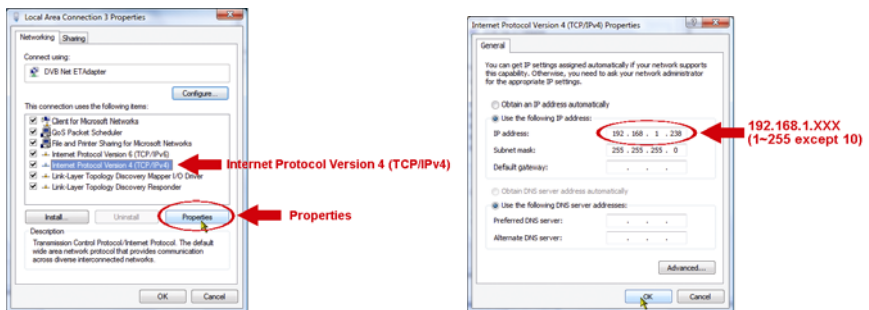 Local Area Connection 3 Properties
Networking Sharing
Connect using:
DVB Net ETAdapter
Configure...
This connection uses the following items:
Client for Microsoft Networks
QoS Packet Scheduler
File and Printer Sharing for Microsoft Networks
Internet Protocol Version 6 (TCP/IPv6)
Internet Protocol Version 4 (TCP/IPv4)
Link-Layer Topology Discovery Mapper I/O Driver
Link-Layer Topology Discovery Responder
Install... Uninstall Properties
Description
Transmission Control Protocol/Internet Protocol. The default
wide area network protocol that provides communication
across diverse interconnected networks.
OK Cancel
Internet Protocol Version 4 (TCP/IPv4)
Properties
Internet Protocol Version 4 (TCP/IPv4) Properties
General
You can get IP settings assigned automatically if your network supports
this capability. Otherwise, you need to ask your network administrator
for the appropriate IP settings.
Obtain an IP address automatically
Use the following IP address:
IP address: 192 . 168 . 1 . 238
Subnet mask: 255 . 255 . 255 . 0
Default gateway: . . .
Obtain DNS server address automatically
Use the following DNS server addresses:
Preferred DNS server: . . .
Alternate DNS server: . . .
Advanced...
OK Cancel
192.168.1.XXX
(1~255 except 10)